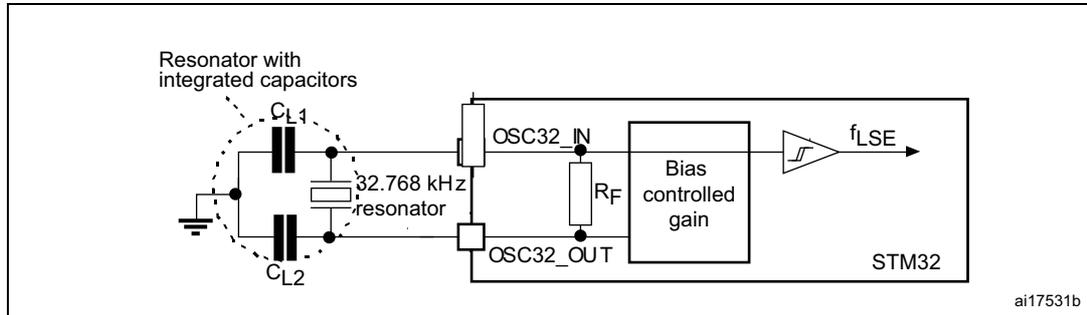 Resonator with
integrated capacitors
CL1
OSC32_IN
fLSE
32.768 kHz
resonator
RF
Bias
controlled
gain
OSC32_OUT
CL2
STM32
ai17531b